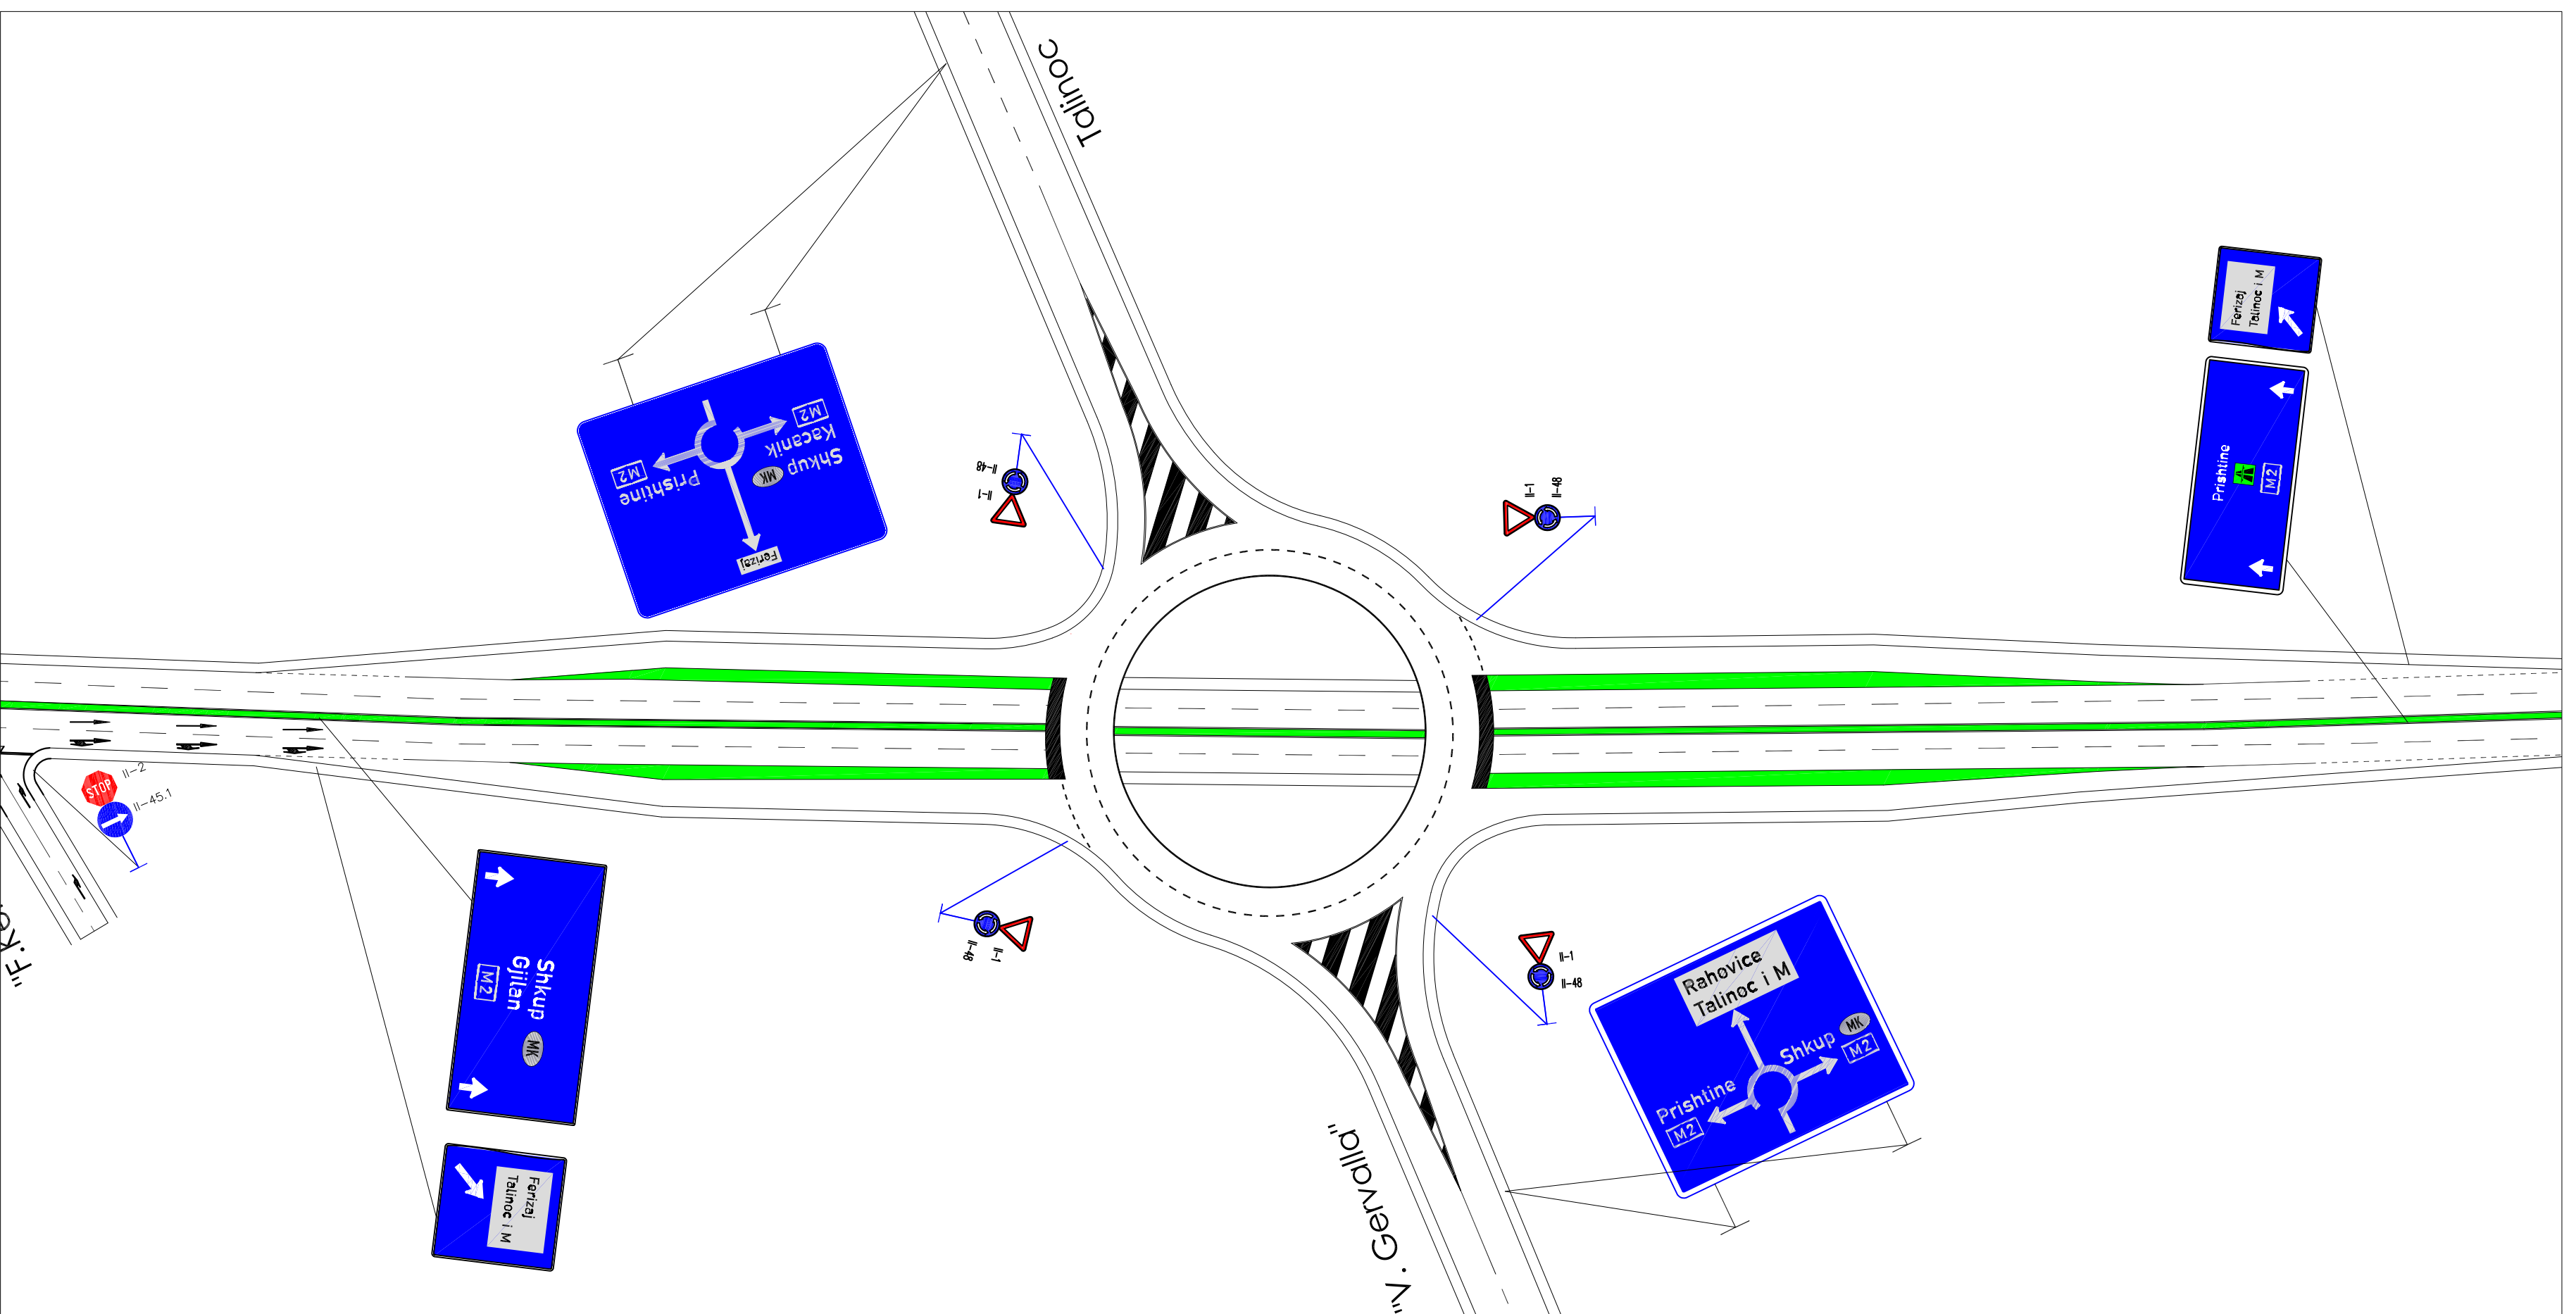 Talinoc
M2
Kacanik
Shkup
MK
M2
Prishtine
Ferizaj
II-48
II-1
II-1
II-48
Ferizaj
Talinoc i M
Prishtine
M2
STOP
II-2
II-45.1
Shkup
Gjilan
M2
MK
Ferizaj
Talinoc i M
II-48
II-1
II-1
II-48
Rahovice
Talinoc i M
Shkup
MK
M2
Prishtine
M2
"V. Gervalla"